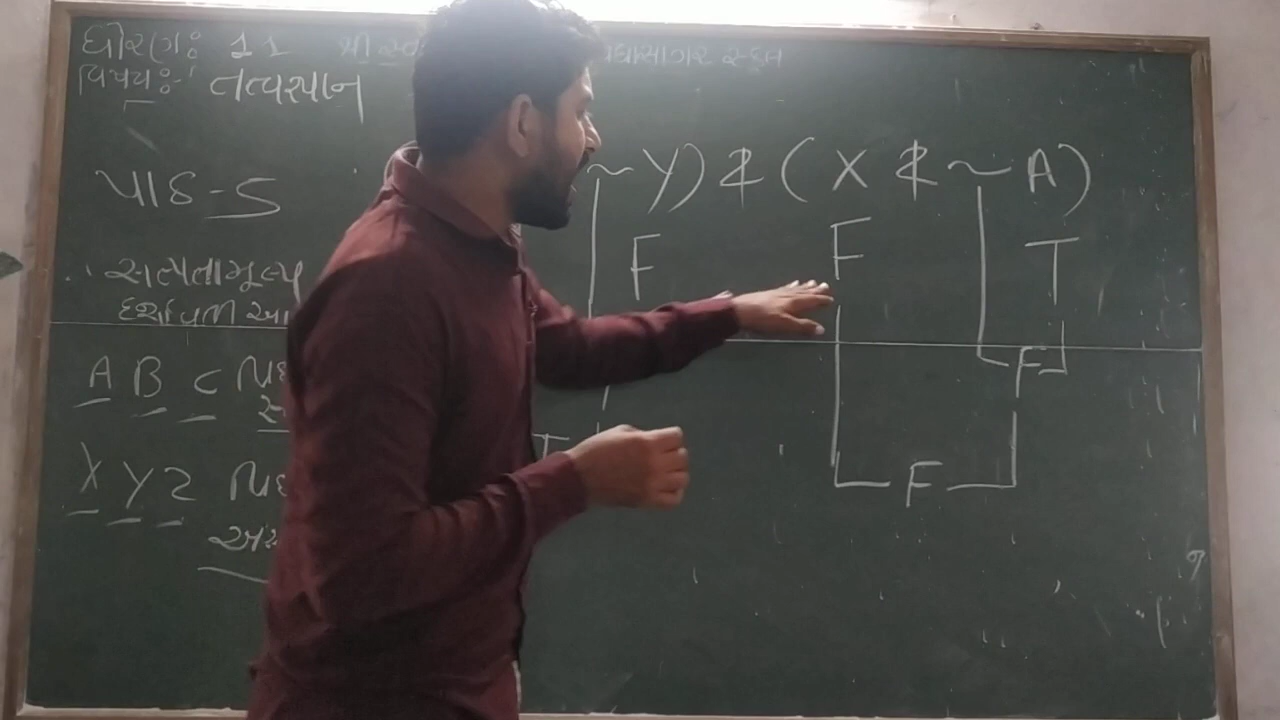 ધોરણ: 11 શ્રી વિદ્યાસાગર સ્કૂલ
વિષય:- તત્વજ્ઞાન
પાઠ-5
સત્યતામૂલ્ય
દર્શાવતી
A B C
X Y Z
~ Y) & ( X & ~ A)
F F T
F
T
F